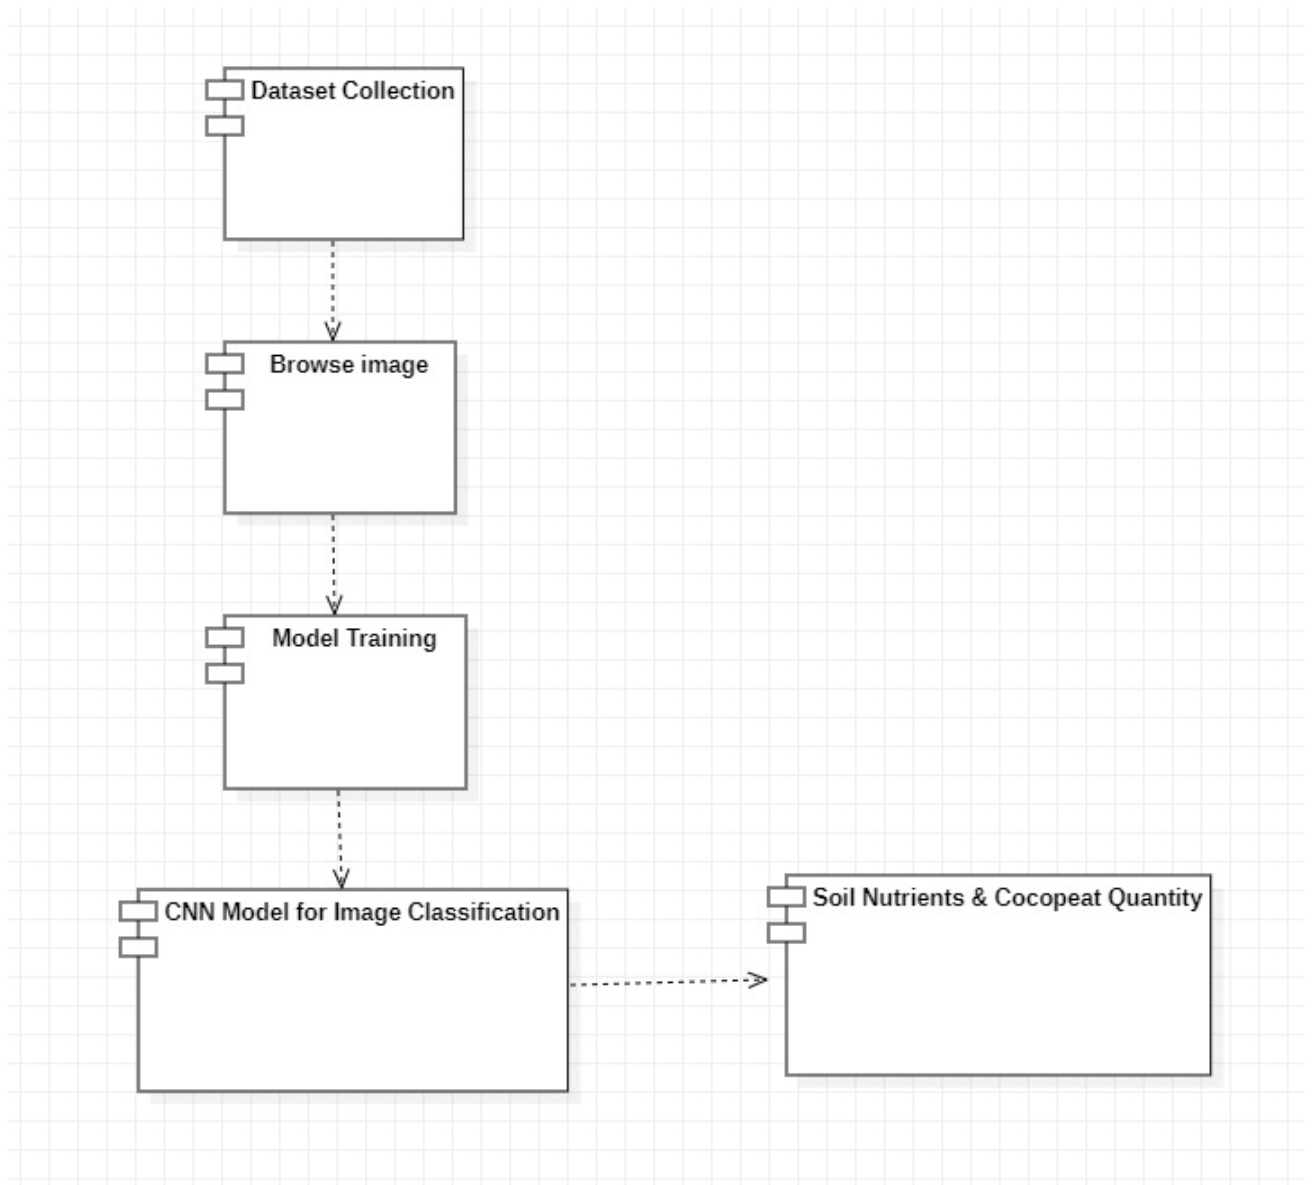 Dataset Collection
Browse image
Model Training
CNN Model for Image Classification
Soil Nutrients & Cocopeat Quantity